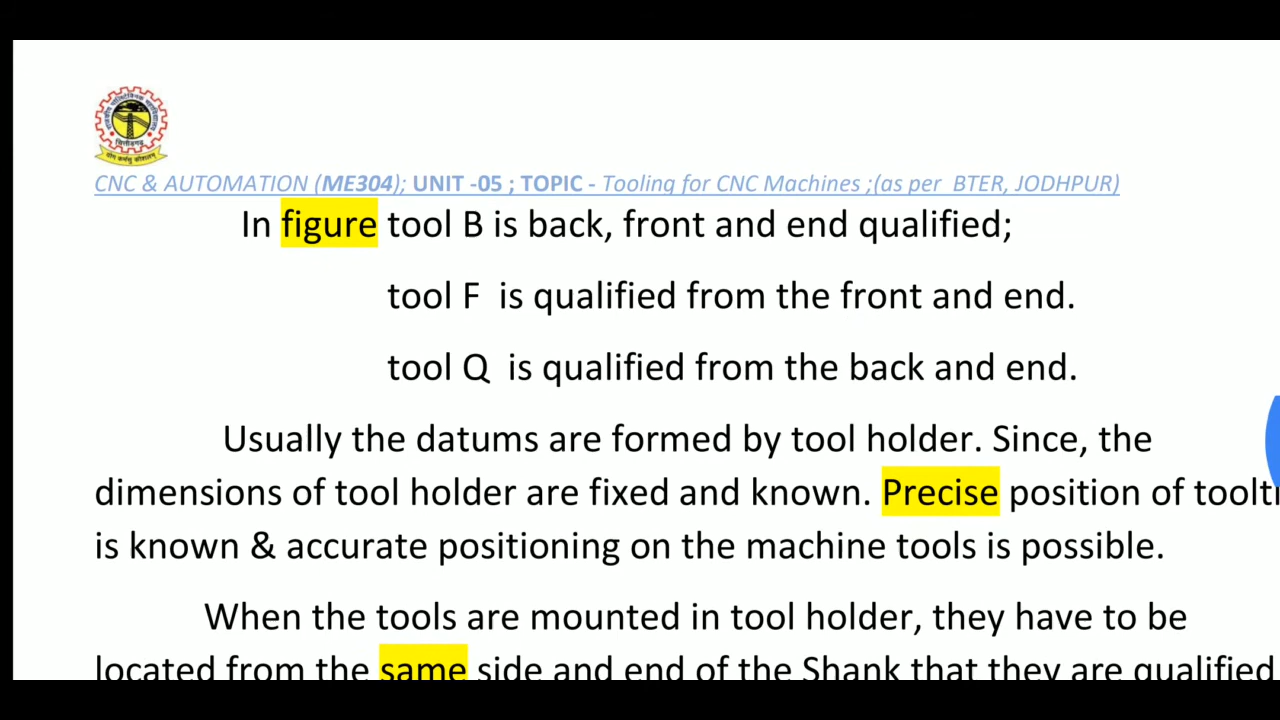 CNC & AUTOMATION (ME304); UNIT -05 ; TOPIC - Tooling for CNC Machines ;(as per BTER, JODHPUR)
In figure tool B is back, front and end qualified;
tool F is qualified from the front and end.
tool Q is qualified from the back and end.
Usually the datums are formed by tool holder. Since, the
dimensions of tool holder are fixed and known. Precise position of toolti
is known & accurate positioning on the machine tools is possible.
When the tools are mounted in tool holder, they have to be
located from the same side and end of the Shank that they are qualified